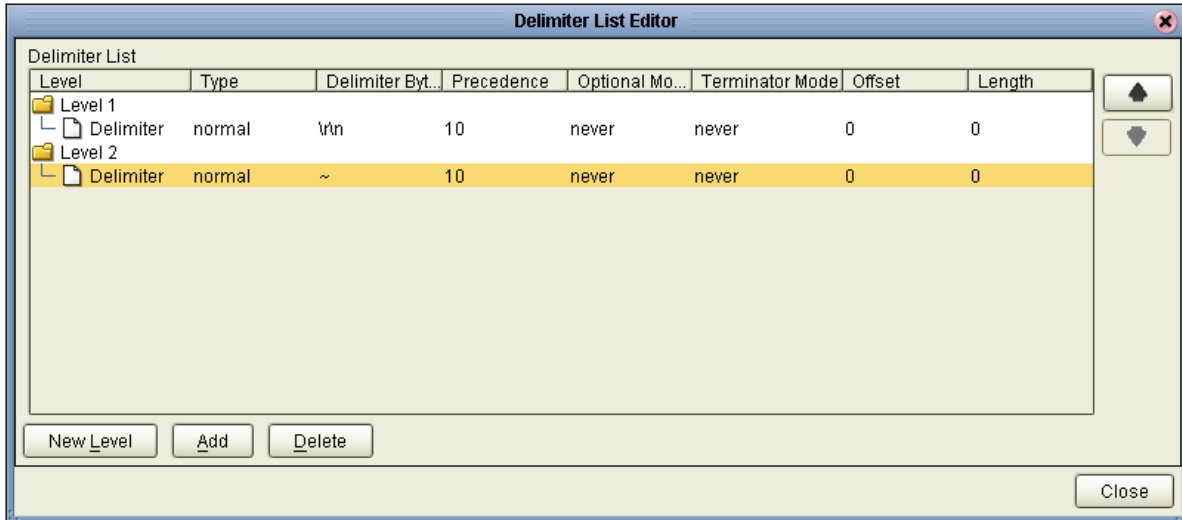 Delimiter List Editor
Delimiter List
Level Type Delimiter Byt... Precedence Optional Mo... Terminator Mode Offset Length
Level 1
Delimiter normal \r\n 10 never never 0 0
Level 2
Delimiter normal ~ 10 never never 0 0
New Level Add Delete
Close